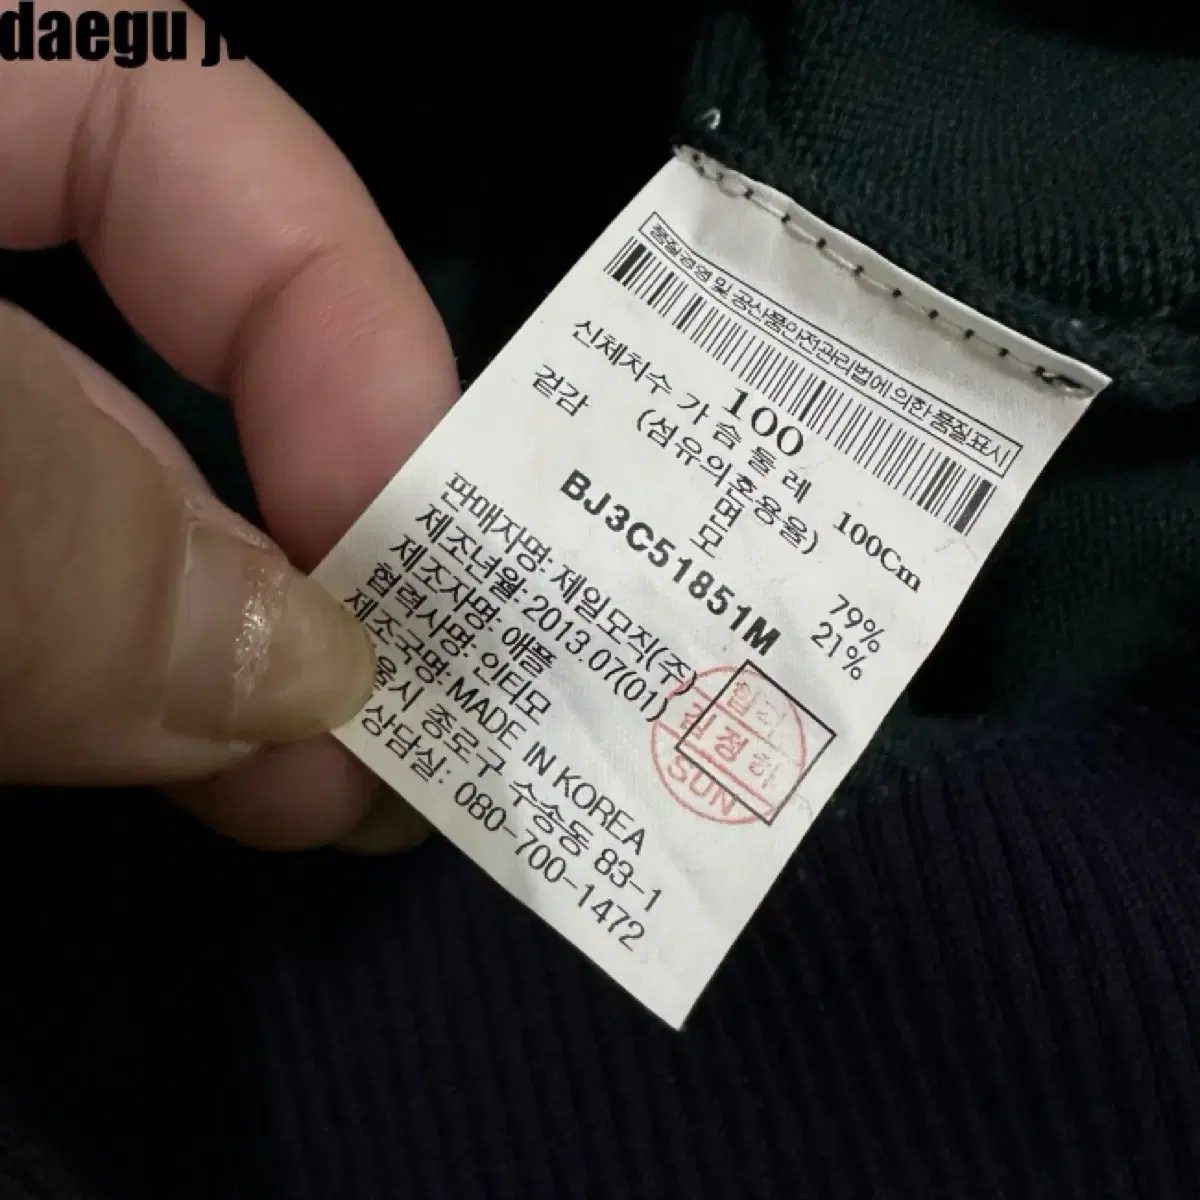 daegu
품질경영 및 공산품안전관리법에 의한 품질표시
100
신체치수 가슴둘레 100Cm
겉감 (섬유의혼용율)
면 79%
모 21%
BJ3C51851M
판매자명: 제일모직(주)
제조년월: 2013.07(01)
제조자명: 애플
협력사명: 인티모
제조국명: MADE IN KOREA
울시 종로구 수송동 83-1
상담실: 080-700-1472
SUN